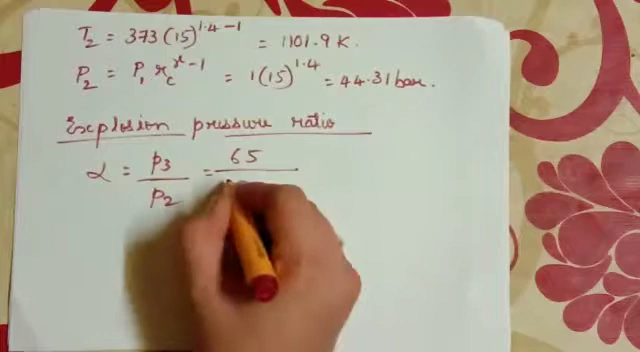 T₂ = 373(15)^1.4-1 = 1101.9 K.
P₂ = P₁ r_c^γ-1 = 1(15)^1.4 = 44.31 bar.
Explosion pressure ratio
α = p₃/p₂ = 65/